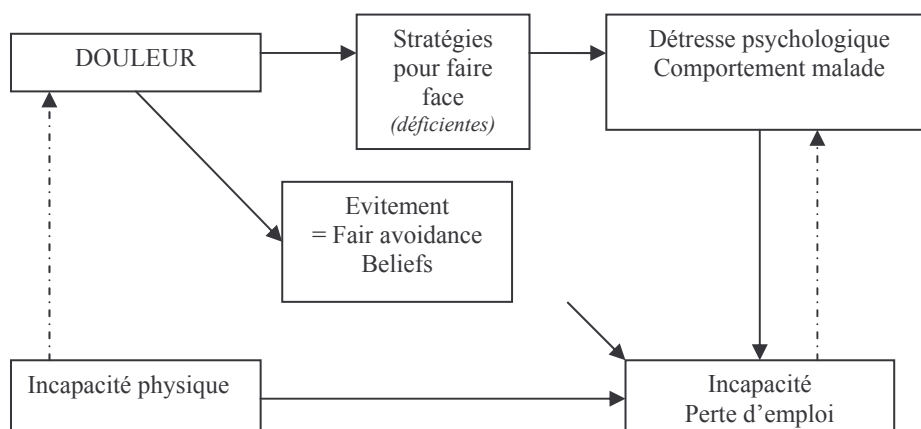 DOULEUR
Stratégies
pour faire
face
(déficientes)
Détresse psychologique
Comportement malade
Evitement
= Fair avoidance
Beliefs
Incapacité physique
Incapacité
Perte d’emploi